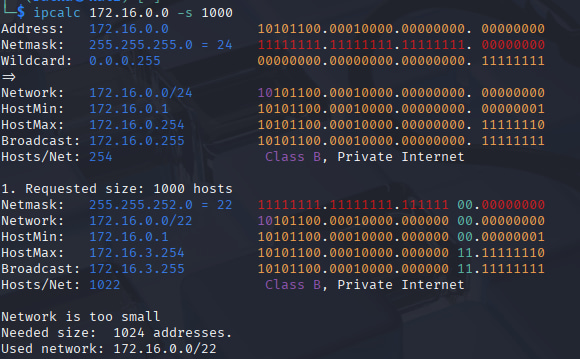 $ ipcalc 172.16.0.0 -s 1000
Address: 172.16.0.0 10101100.00010000.00000000. 00000000
Netmask: 255.255.255.0 = 24 11111111.11111111.11111111. 00000000
Wildcard: 0.0.0.255 00000000.00000000.00000000. 11111111
=>
Network: 172.16.0.0/24 10101100.00010000.00000000. 00000000
HostMin: 172.16.0.1 10101100.00010000.00000000. 00000001
HostMax: 172.16.0.254 10101100.00010000.00000000. 11111110
Broadcast: 172.16.0.255 10101100.00010000.00000000. 11111111
Hosts/Net: 254 Class B, Private Internet
1. Requested size: 1000 hosts
Netmask: 255.255.252.0 = 22 11111111.11111111.111111 00.00000000
Network: 172.16.0.0/22 10101100.00010000.000000 00.00000000
HostMin: 172.16.0.1 10101100.00010000.000000 00.00000001
HostMax: 172.16.3.254 10101100.00010000.000000 11.11111110
Broadcast: 172.16.3.255 10101100.00010000.000000 11.11111111
Hosts/Net: 1022 Class B, Private Internet
Network is too small
Needed size: 1024 addresses.
Used network: 172.16.0.0/22